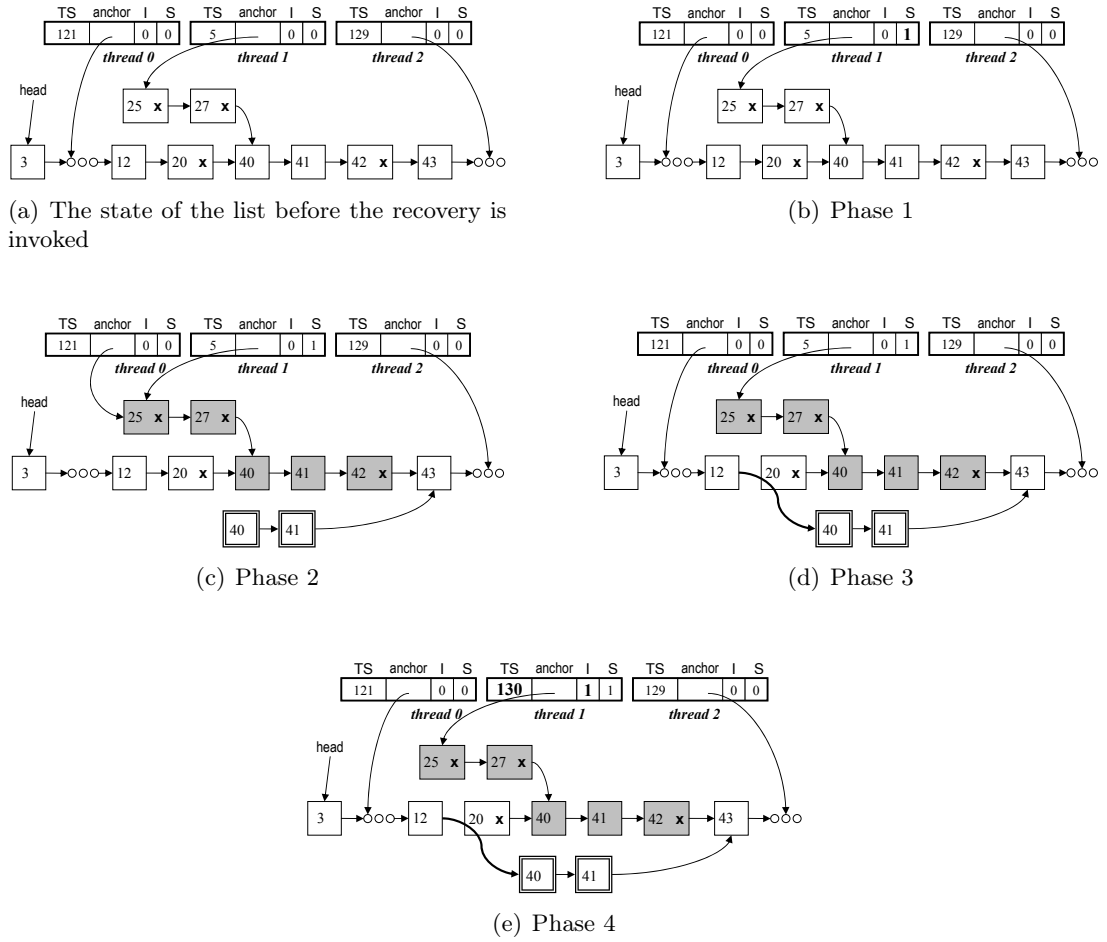 TS anchor I S TS anchor I S TS anchor I S
121 0 0 5 0 0 129 0 0
thread 0 thread 1 thread 2
head
25 x 27 x
3 12 20 x 40 41 42 x 43
(a) The state of the list before the recovery is
invoked
TS anchor I S TS anchor I S TS anchor I S
121 0 0 5 0 1 129 0 0
thread 0 thread 1 thread 2
head
25 x 27 x
3 12 20 x 40 41 42 x 43
(b) Phase 1
TS anchor I S TS anchor I S TS anchor I S
121 0 0 5 0 1 129 0 0
thread 0 thread 1 thread 2
head
25 x 27 x
3 12 20 x 40 41 42 x 43
40 41
(c) Phase 2
TS anchor I S TS anchor I S TS anchor I S
121 0 0 5 0 1 129 0 0
thread 0 thread 1 thread 2
head
25 x 27 x
3 12 20 x 40 41 42 x 43
40 41
(d) Phase 3
TS anchor I S TS anchor I S TS anchor I S
121 0 0 130 1 1 129 0 0
thread 0 thread 1 thread 2
head
25 x 27 x
3 12 20 x 40 41 42 x 43
40 41
(e) Phase 4